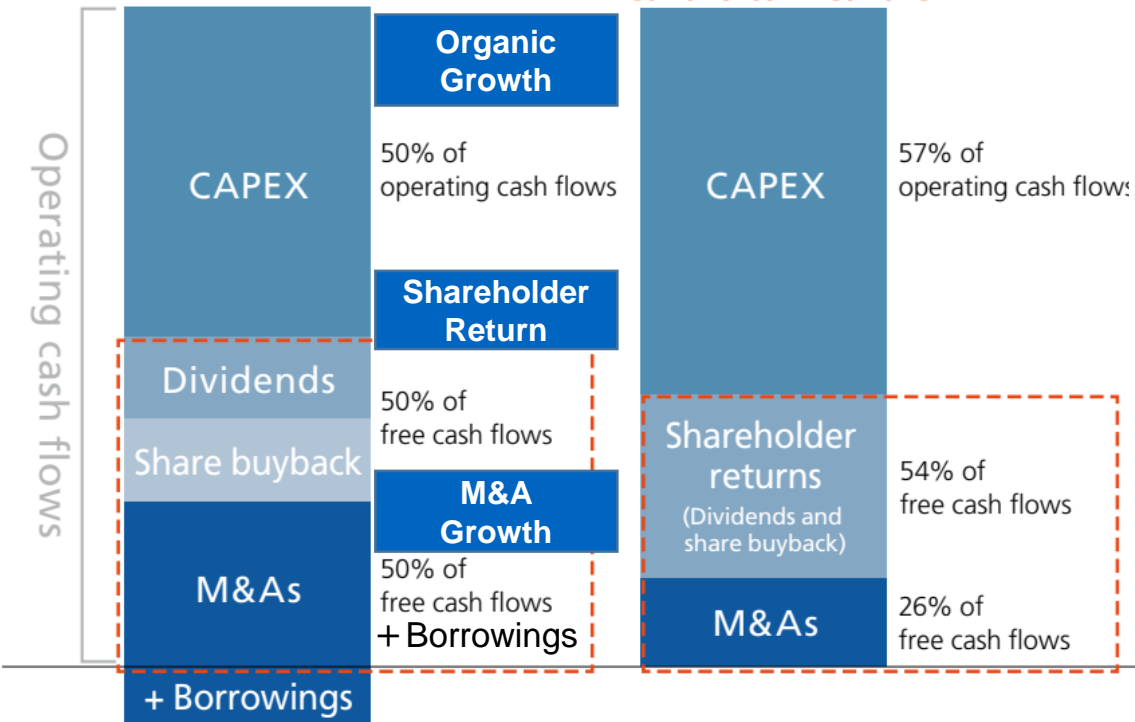 Operating cash flows
CAPEX
Organic
Growth
50% of
operating cash flows
Shareholder
Return
Dividends
50% of
free cash flows
Share buyback
M&A
Growth
M&As
50% of
free cash flows
+Borrowings
+ Borrowings
CAPEX
57% of
operating cash flows
Shareholder
returns
(Dividends and
share buyback)
54% of
free cash flows
M&As
26% of
free cash flows